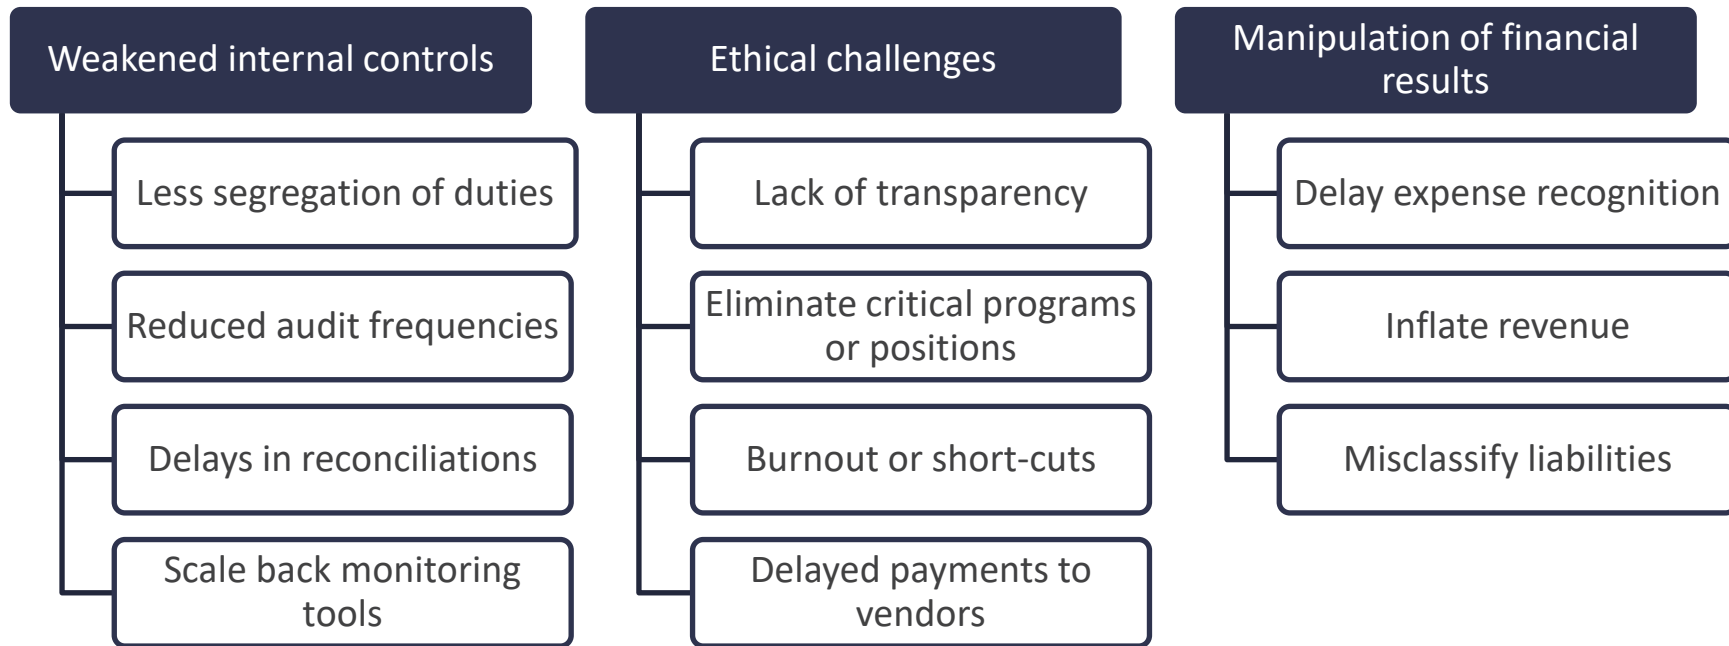 Weakened internal controls
Less segregation of duties
Reduced audit frequencies
Delays in reconciliations
Scale back monitoring
tools
Ethical challenges
Lack of transparency
Eliminate critical programs
or positions
Burnout or short-cuts
Delayed payments to
vendors
Manipulation of financial
results
Delay expense recognition
Inflate revenue
Misclassify liabilities